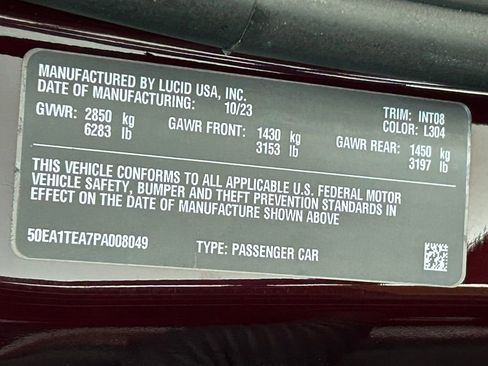 MANUFACTURED BY LUCID USA, INC.
DATE OF MANUFACTURING: 10/23 TRIM: INT08
COLOR: L304
GVWR: 2850 kg GAWR FRONT: 1430 kg GAWR REAR: 1450 kg
6283 lb 3153 lb 3197 lb
THIS VEHICLE CONFORMS TO ALL APPLICABLE U.S. FEDERAL MOTOR
VEHICLE SAFETY, BUMPER AND THEFT PREVENTION STANDARDS IN
EFFECT ON THE DATE OF MANUFACTURE SHOWN ABOVE
50EA1TEA7PA008049 TYPE: PASSENGER CAR